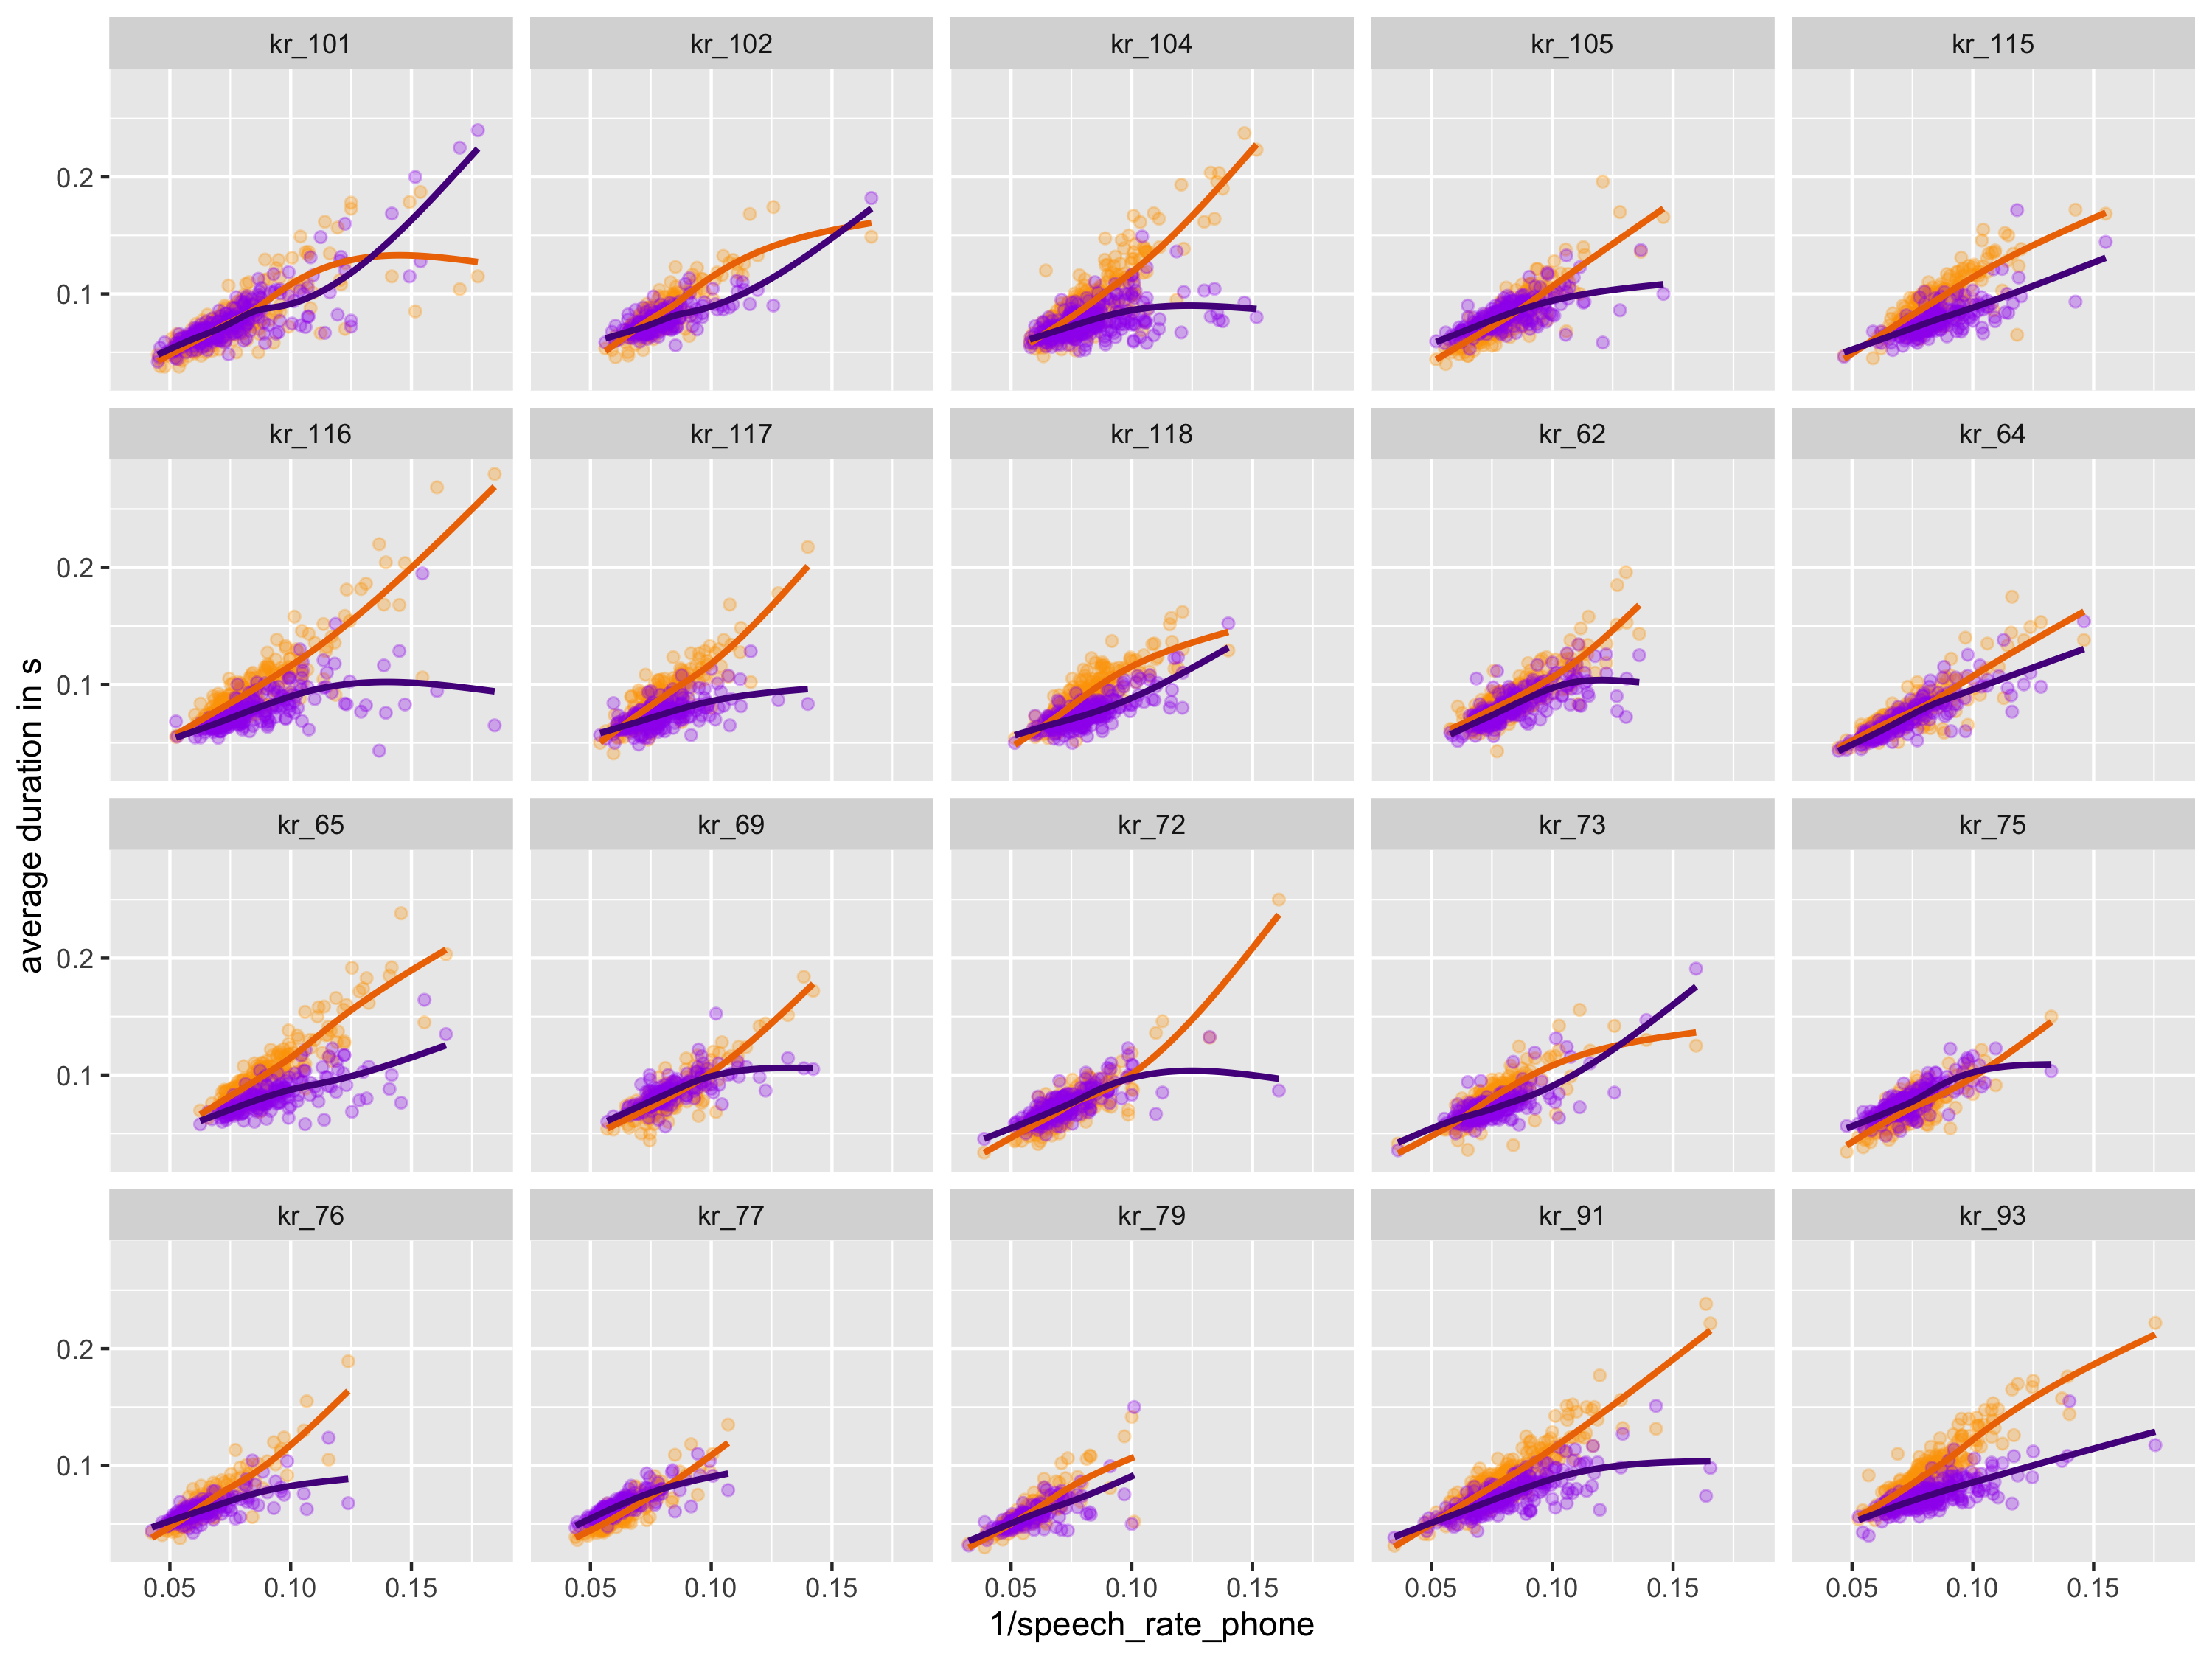 kr_101 kr_102 kr_104 kr_105 kr_115
0.2
0.1
kr_116 kr_117 kr_118 kr_62 kr_64
0.2
0.1
kr_65 kr_69 kr_72 kr_73 kr_75
0.2
0.1
kr_76 kr_77 kr_79 kr_91 kr_93
0.2
0.1
0.05 0.10 0.15 0.05 0.10 0.15 0.05 0.10 0.15 0.05 0.10 0.15 0.05 0.10 0.15
1/speech_rate_phone
average duration in s